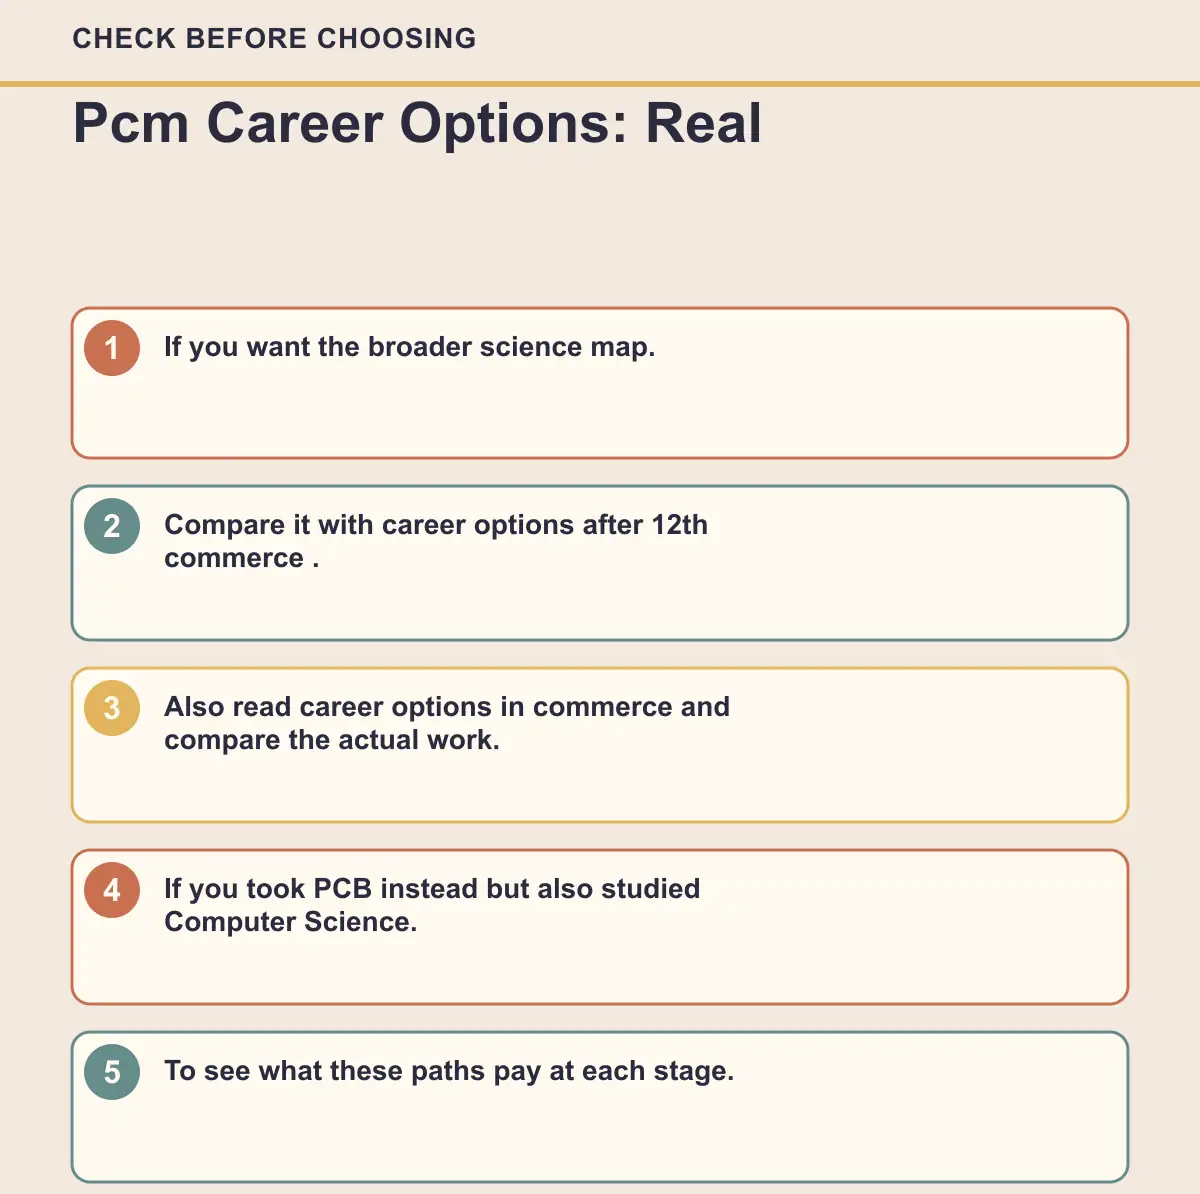 CHECK BEFORE CHOOSING
Pcm Career Options: Real
1
If you want the broader science map.
2
Compare it with career options after 12th
commerce .
3
Also read career options in commerce and
compare the actual work.
4
If you took PCB instead but also studied
Computer Science.
5
To see what these paths pay at each stage.